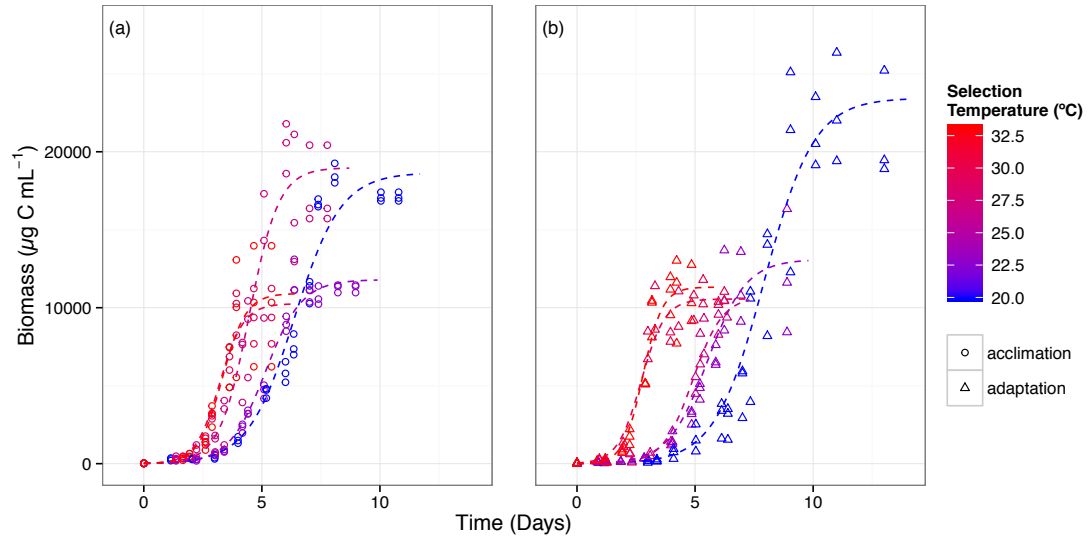 (a)
(b)
20000
10000
0
0
5
10
0
5
10
Time (Days)
Biomass (µg C mL⁻¹)
Selection
Temperature (ºC)
32.5
30.0
27.5
25.0
22.5
20.0
acclimation
adaptation